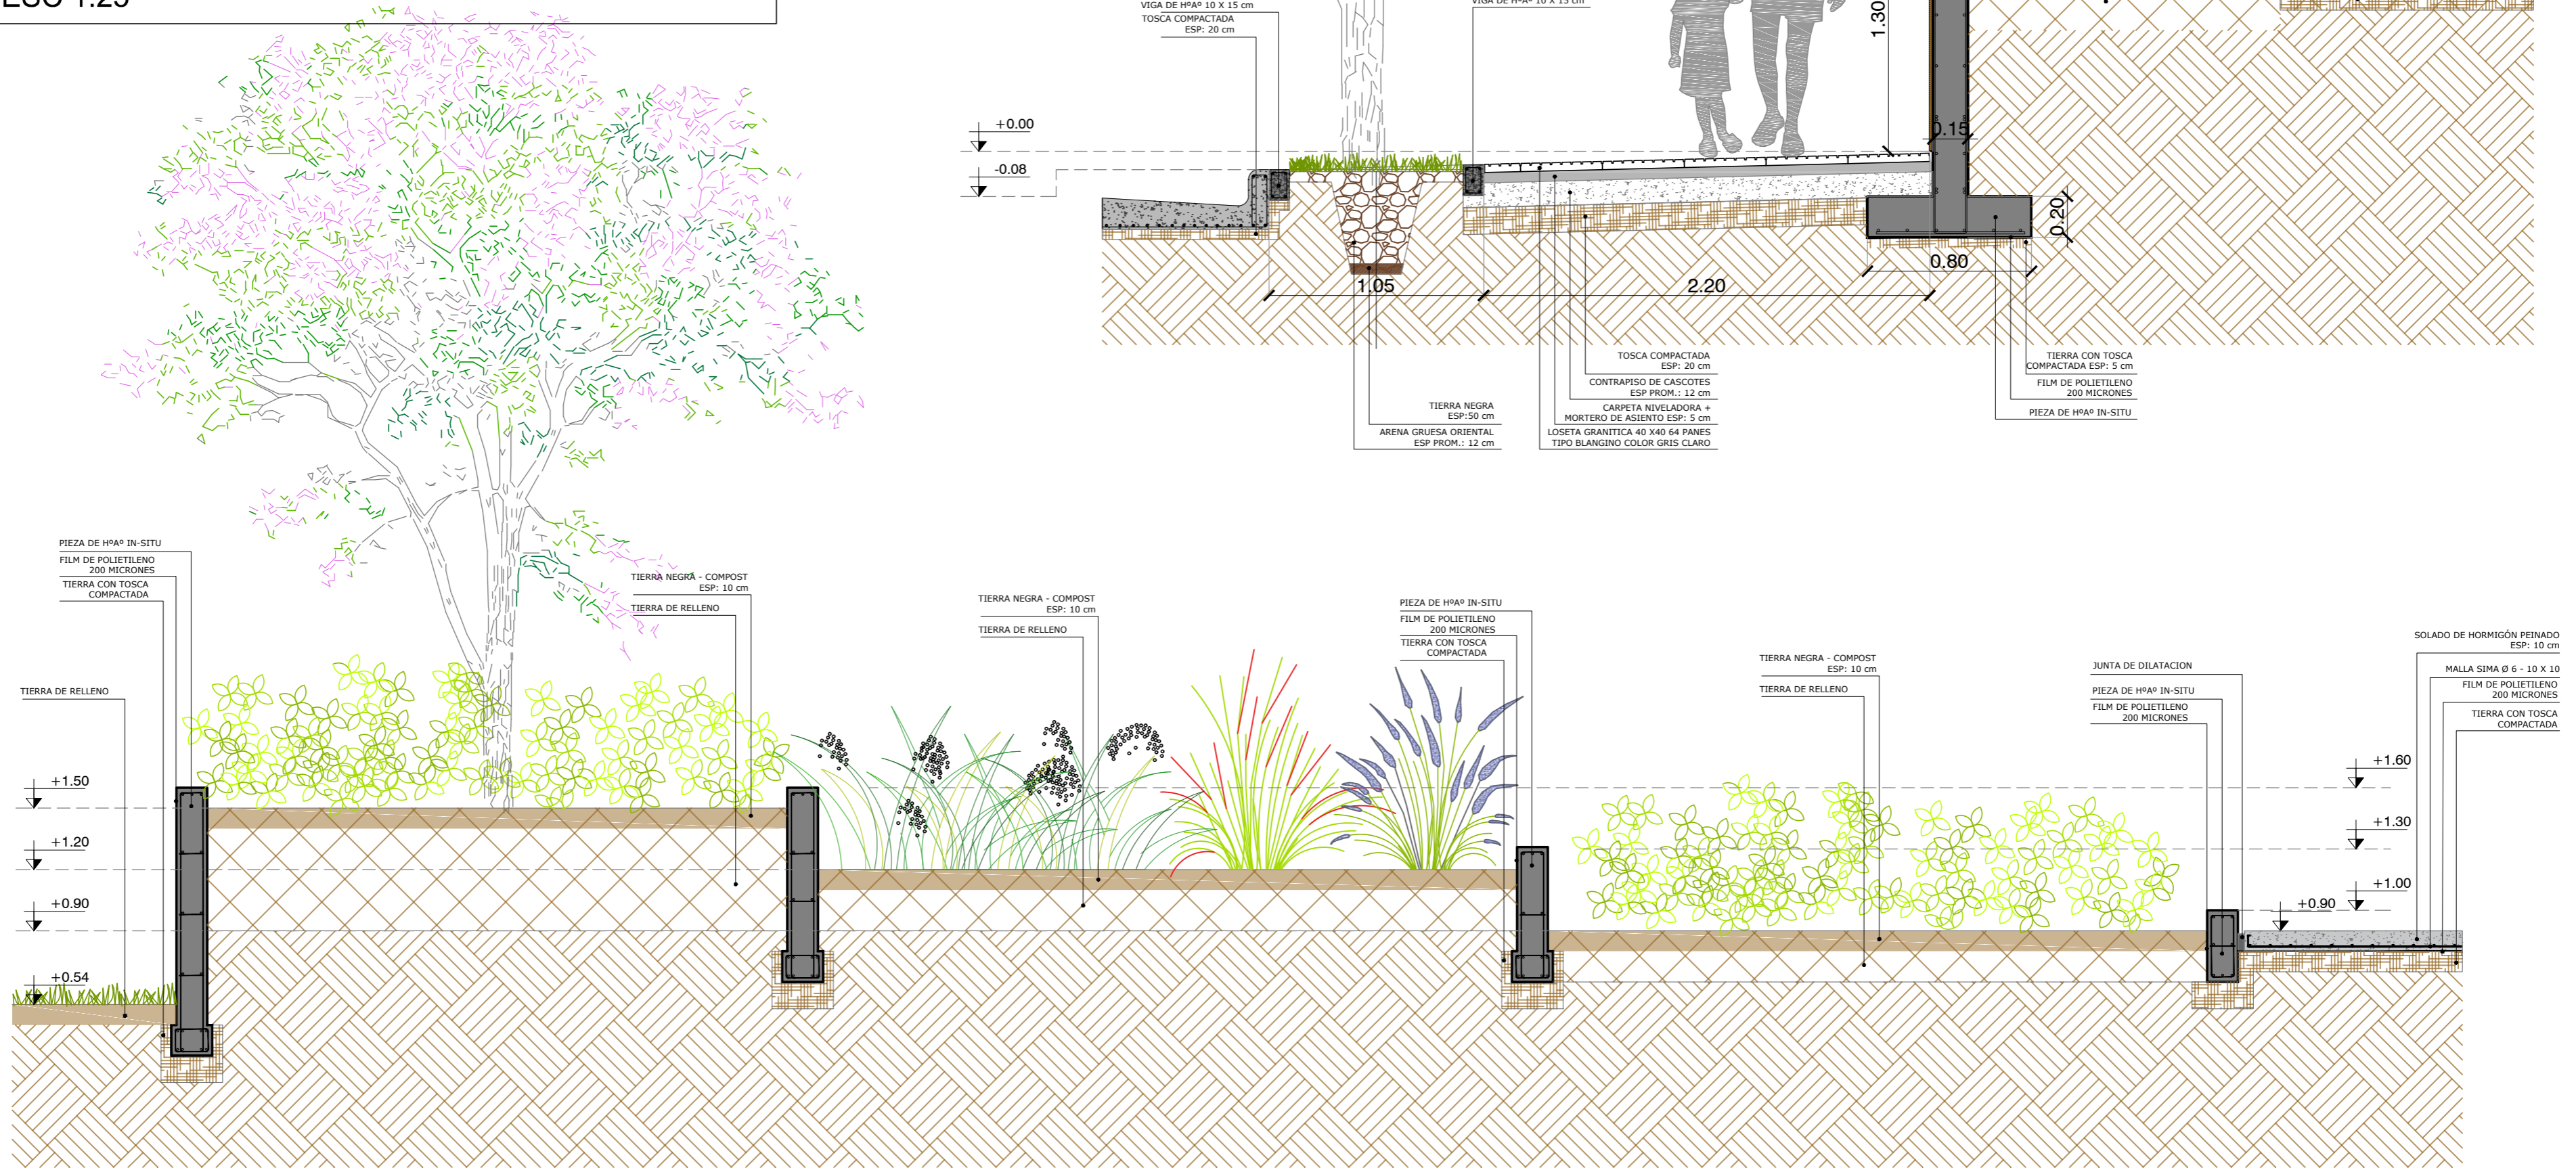 ESC 1:25
VIGA DE HºAº 10 X 15 cm
TOSCA COMPACTADA
ESP: 20 cm
VIGA DE HºAº 10 X 15 cm
1.30
+0.00
-0.08
0.15
0.20
0.80
1.05
2.20
TOSCA COMPACTADA
ESP: 20 cm
CONTRAPISO DE CASCOTES
ESP PROM.: 12 cm
CARPETA NIVELADORA +
MORTERO DE ASIENTO ESP: 5 cm
LOSETA GRANITICA 40 X40 64 PANES
TIPO BLANGINO COLOR GRIS CLARO
TIERRA NEGRA
ESP:50 cm
ARENA GRUESA ORIENTAL
ESP PROM.: 12 cm
TIERRA CON TOSCA
COMPACTADA ESP: 5 cm
FILM DE POLIETILENO
200 MICRONES
PIEZA DE HºAº IN-SITU
PIEZA DE HºAº IN-SITU
FILM DE POLIETILENO
200 MICRONES
TIERRA CON TOSCA
COMPACTADA
TIERRA DE RELLENO
TIERRA NEGRA - COMPOST
ESP: 10 cm
TIERRA DE RELLENO
TIERRA NEGRA - COMPOST
ESP: 10 cm
TIERRA DE RELLENO
PIEZA DE HºAº IN-SITU
FILM DE POLIETILENO
200 MICRONES
TIERRA CON TOSCA
COMPACTADA
TIERRA NEGRA - COMPOST
ESP: 10 cm
TIERRA DE RELLENO
JUNTA DE DILATACION
PIEZA DE HºAº IN-SITU
FILM DE POLIETILENO
200 MICRONES
SOLADO DE HORMIGÓN PEINADO
ESP: 10 cm
MALLA SIMA Ø 6 - 10 X 10
FILM DE POLIETILENO
200 MICRONES
TIERRA CON TOSCA
COMPACTADA
+1.50
+1.20
+0.90
+0.54
+1.60
+1.30
+1.00
+0.90